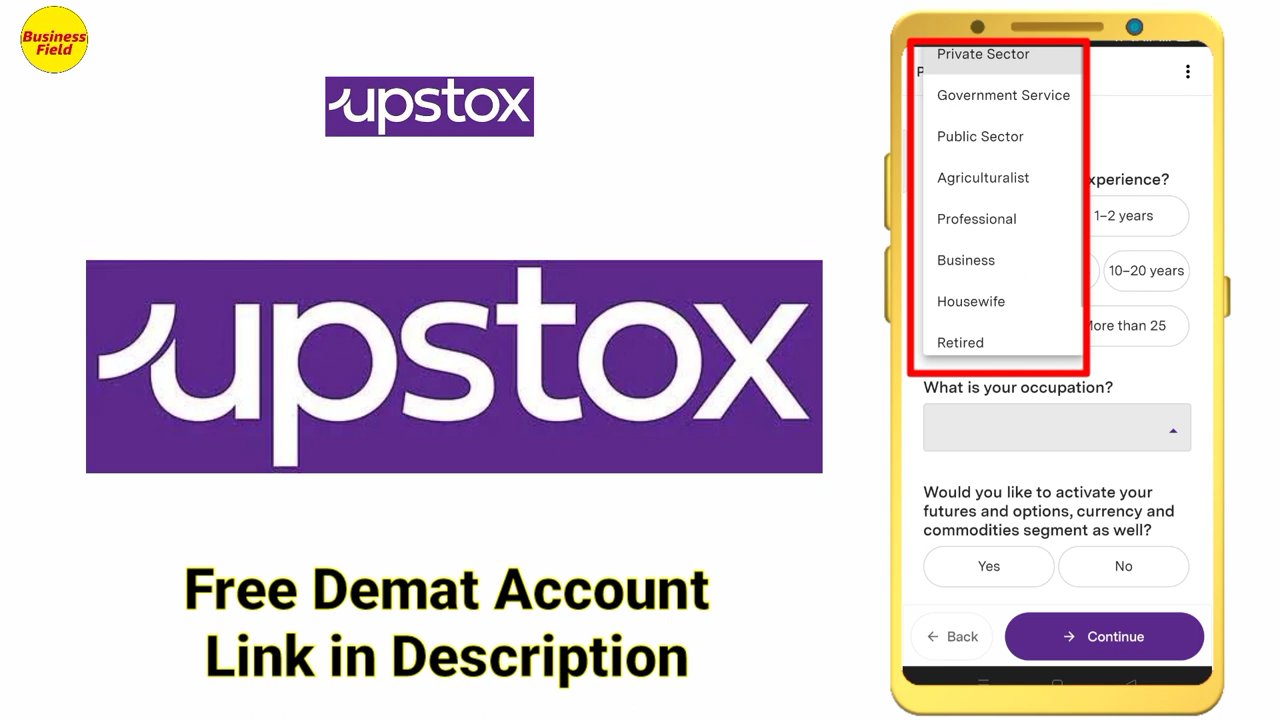 Business
Field
upstox
upstox
Free Demat Account
Link in Description
Private Sector
Government Service
Public Sector
Agriculturalist
Professional
Business
Housewife
Retired
P
xperience?
1–2 years
10–20 years
More than 25
What is your occupation?
Would you like to activate your
futures and options, currency and
commodities segment as well?
Yes
No
Back
Continue